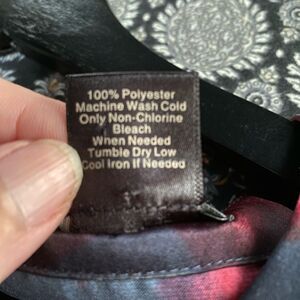 100% Polyester
Machine Wash Cold
Only Non-Chlorine
Bleach
When Needed
Tumble Dry Low
Cool Iron If Needed